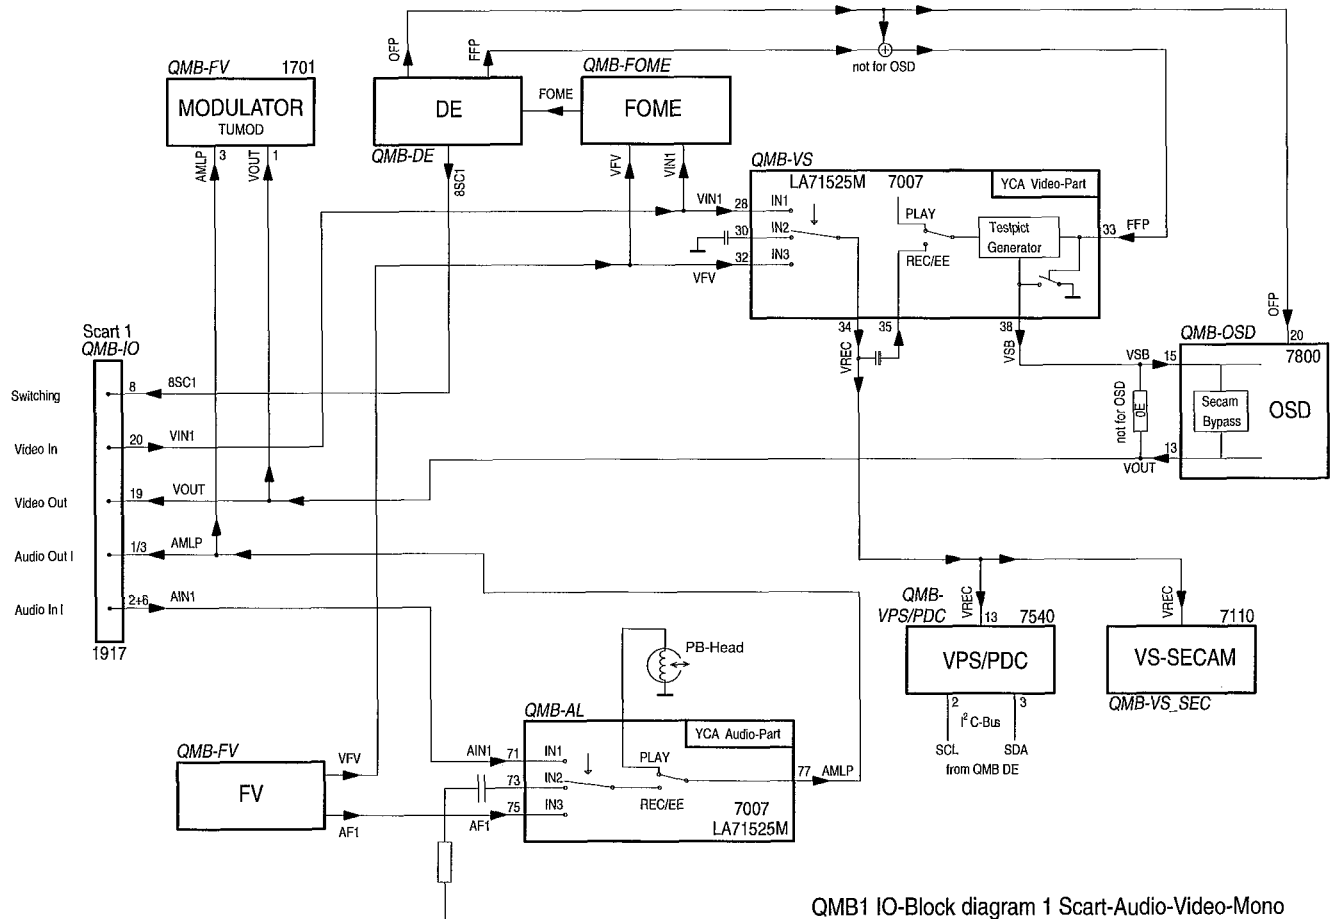 OFP
FFP
not for OSD
QMB-FV 1701
MODULATOR
TUMOD
AMLP 3 VOUT 1
DE
QMB-DE
8SC1
FOME
QMB-FOME
FOME
VFV
VIN1
QMB-VS
LA71525M 7007
YCA Video-Part
VIN1 28 IN1
30 IN2
VFV 32 IN3
PLAY
REC/EE
Testpict
Generator
33 FFP
34 35 38
VREC
VSB
OFP
QMB-OSD
20
7800
VSB 15
Secam
Bypass
OSD
not for OSD
0E
13
VOUT
Scart 1
QMB-IO
Switching 8 8SC1
Video In 20 VIN1
Video Out 19 VOUT
Audio Out I 1/3 AMLP
Audio In I 2+6 AIN1
1917
PB-Head
QMB-
VPS/PDC
VREC
13 7540
VPS/PDC
2 3
I² C-Bus
SCL SDA
from QMB DE
VREC
7110
VS-SECAM
QMB-VS_SEC
QMB-FV
FV
VFV
AF1
QMB-AL
YCA Audio-Part
AIN1 71 IN1
73 IN2
AF1 75 IN3
PLAY
REC/EE
77 AMLP
7007
LA71525M
QMB1 IO-Block diagram 1 Scart-Audio-Video-Mono